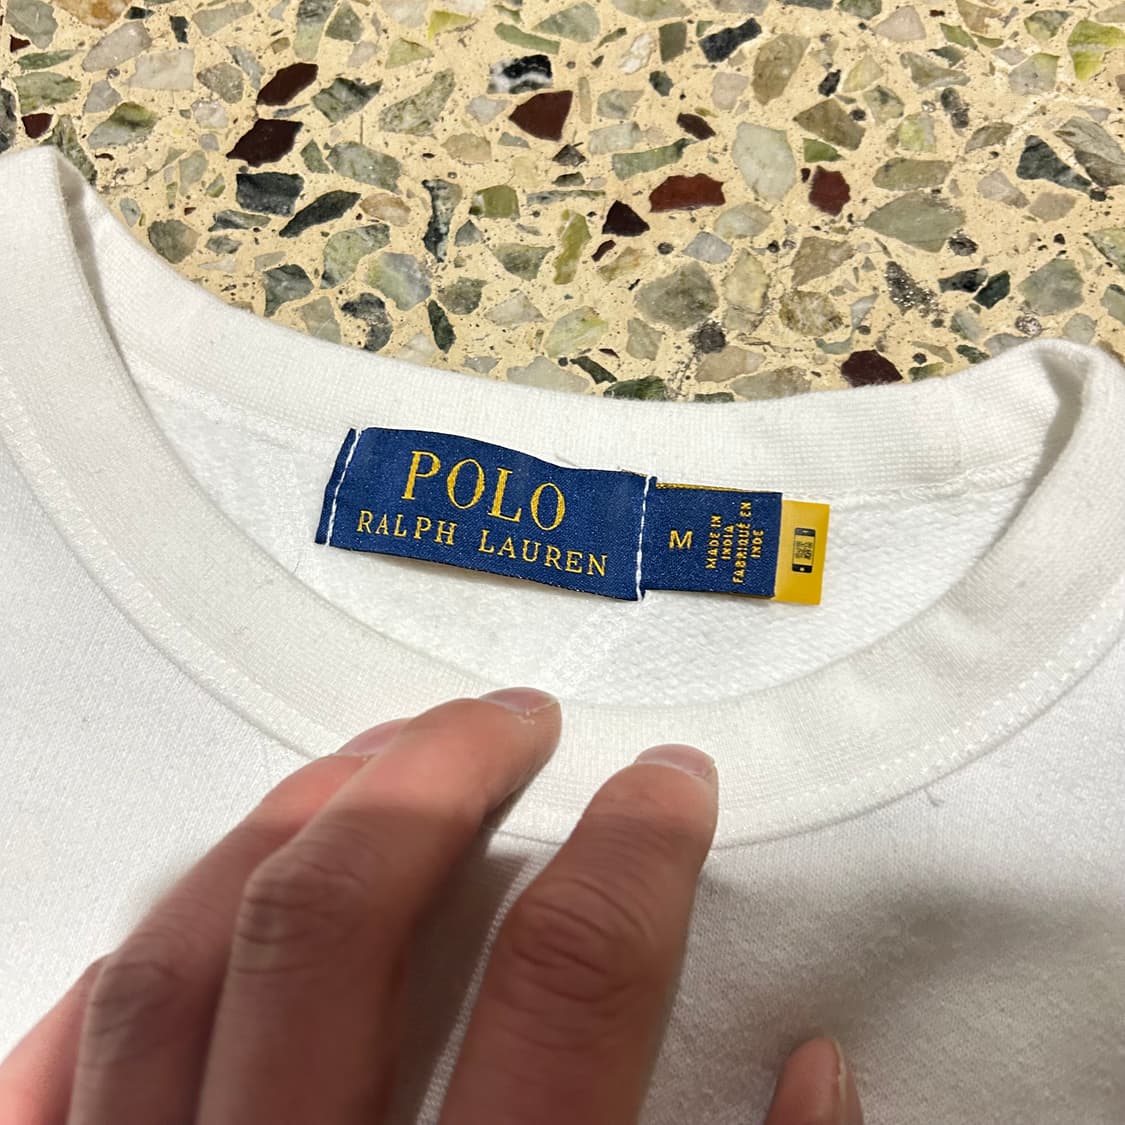 POLO
RALPH LAUREN
M
MADE IN
INDIA
FABRIQUÉ EN
INDE